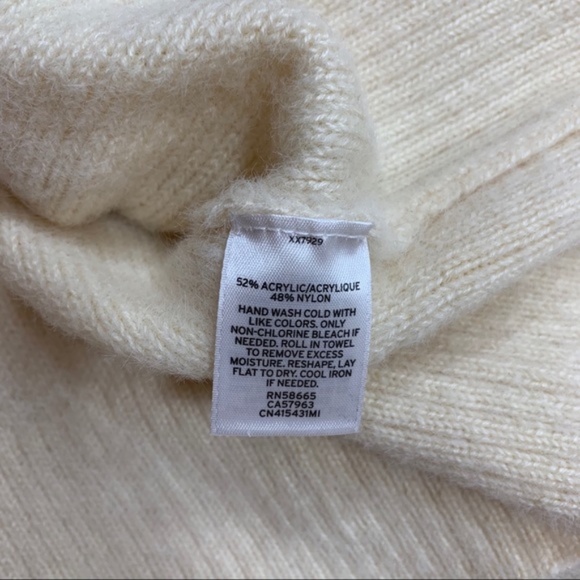 XX7929
52% ACRYLIC/ACRYLIQUE
48% NYLON
HAND WASH COLD WITH
LIKE COLORS. ONLY
NON-CHLORINE BLEACH IF
NEEDED. ROLL IN TOWEL
TO REMOVE EXCESS
MOISTURE. RESHAPE, LAY
FLAT TO DRY. COOL IRON
IF NEEDED.
RN58665
CA57963
CN415431MI